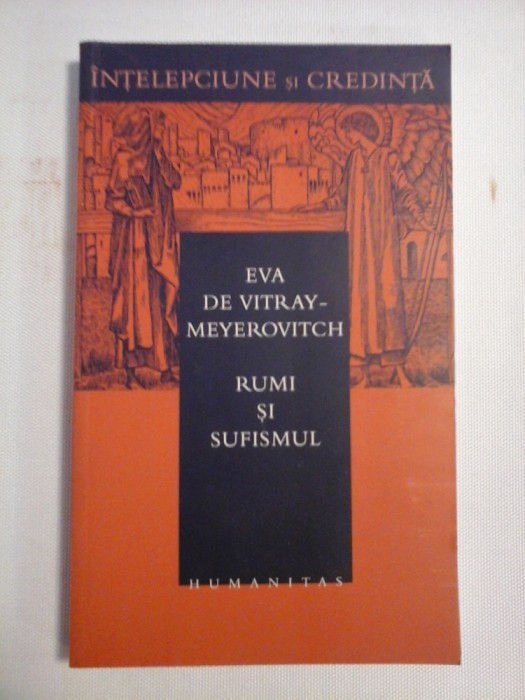 ÎNȚELEPCIUNE ȘI CREDINȚĂ
EVA
DE VITRAY-
MEYEROVITCH
RUMI
ȘI
SUFISMUL
HUMANITAS